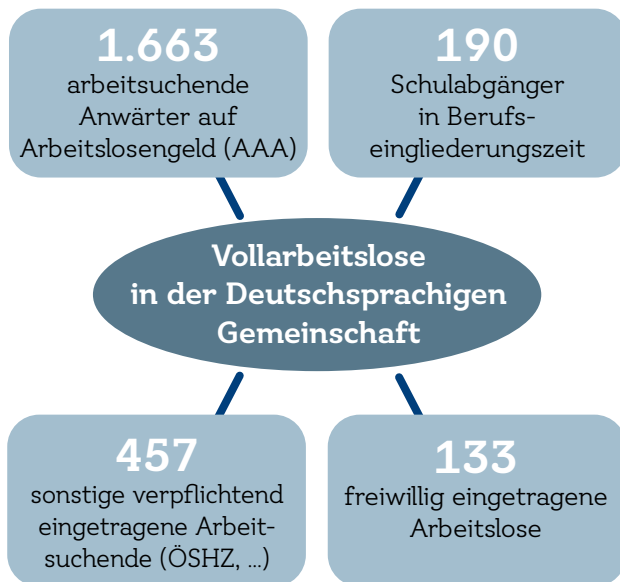 1.663
arbeitsuchende
Anwärter auf
Arbeitslosengeld (AAA)
190
Schulabgänger
in Berufs-
eingliederungszeit
Vollarbeitslose
in der Deutschsprachigen
Gemeinschaft
457
sonstige verpflichtend
eingetragene Arbeit-
suchende (ÖSHZ, ...)
133
freiwillig eingetragene
Arbeitslose